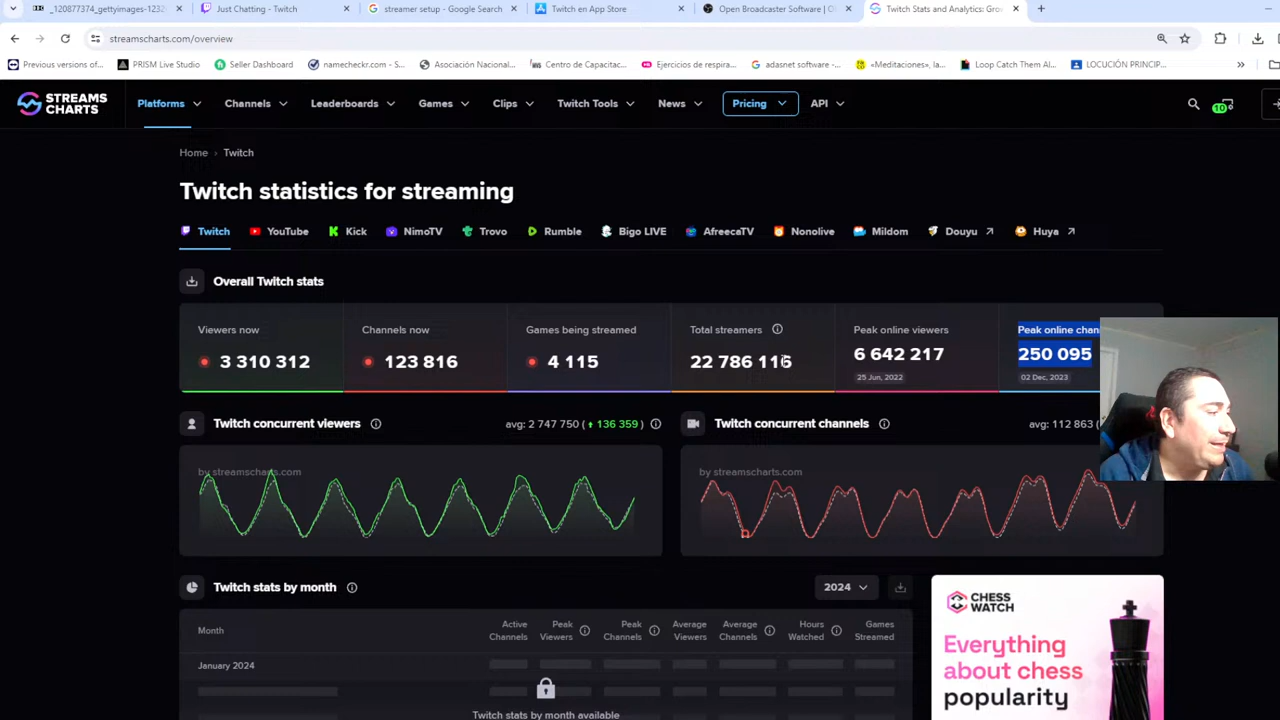 _120877374_gettyimages-1232
Just Chatting - Twitch
streamer setup - Google Search
Twitch en App Store
Open Broadcaster Software | O
Twitch Stats and Analytics: Gro
streamscharts.com/overview
Previous versions of...
PRISM Live Studio
Seller Dashboard
namecheckr.com - S...
Asociación Nacional...
Centro de Capacitac...
Ejercicios de respira...
adasnet software -...
«Meditaciones», la...
Loop Catch Them Al...
LOCUCIÓN PRINCIP...
STREAMS CHARTS
Platforms
Channels
Leaderboards
Games
Clips
Twitch Tools
News
Pricing
API
10
Home › Twitch
Twitch statistics for streaming
Twitch
YouTube
Kick
NimoTV
Trovo
Rumble
Bigo LIVE
AfreecaTV
Nonolive
Mildom
Douyu
Huya
Overall Twitch stats
Viewers now
3 310 312
Channels now
123 816
Games being streamed
4 115
Total streamers
22 786 116
Peak online viewers
6 642 217
25 Jun, 2022
Peak online chan
250 095
02 Dec, 2023
Twitch concurrent viewers
avg: 2 747 750 (↑ 136 359)
by streamscharts.com
Twitch concurrent channels
avg: 112 863 (
by streamscharts.com
Twitch stats by month
2024
Month
Active Channels
Peak Viewers
Peak Channels
Average Viewers
Average Channels
Hours Watched
Games Streamed
January 2024
Twitch stats by month available
CHESS WATCH
Everything
about chess
popularity